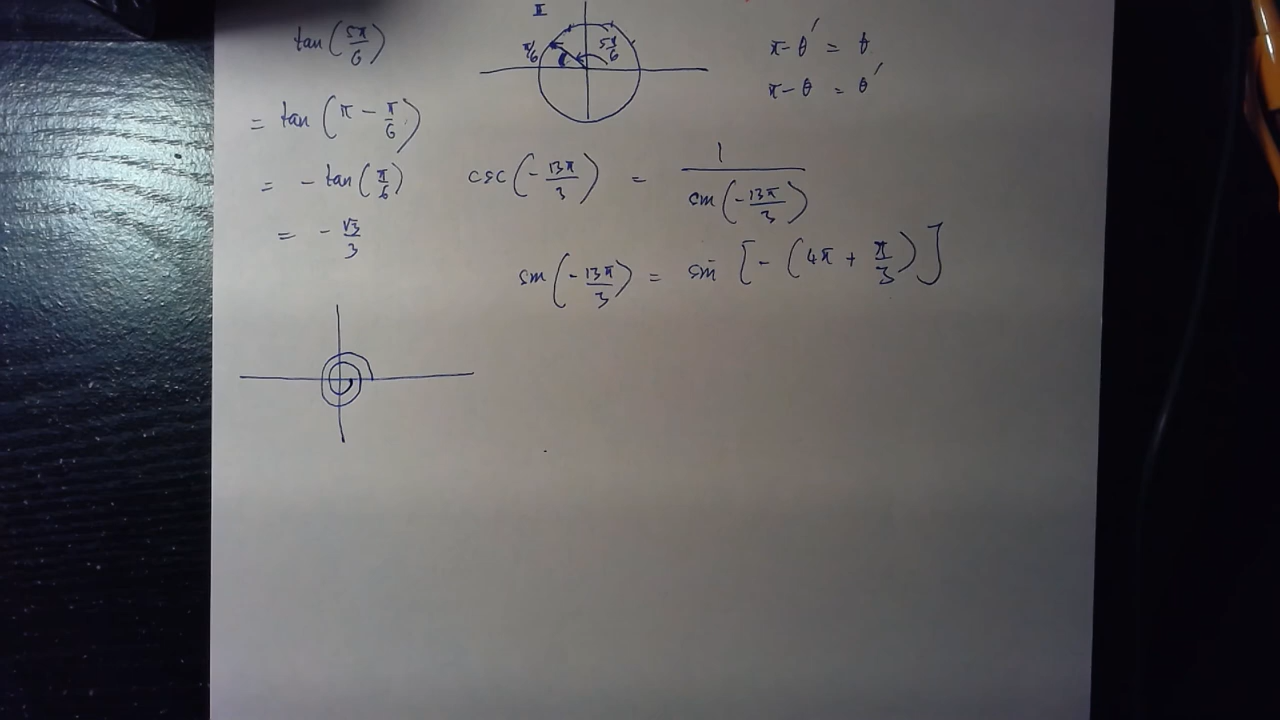 tan(5π/6)
= tan(π − π/6)
= −tan(π/6)
= −√3/3
II
π/6
5π/6
π−θ′ = θ
π−θ = θ′
csc(−13π/3) = 1/sin(−13π/3)
sin(−13π/3) = sin[−(4π + π/3)]